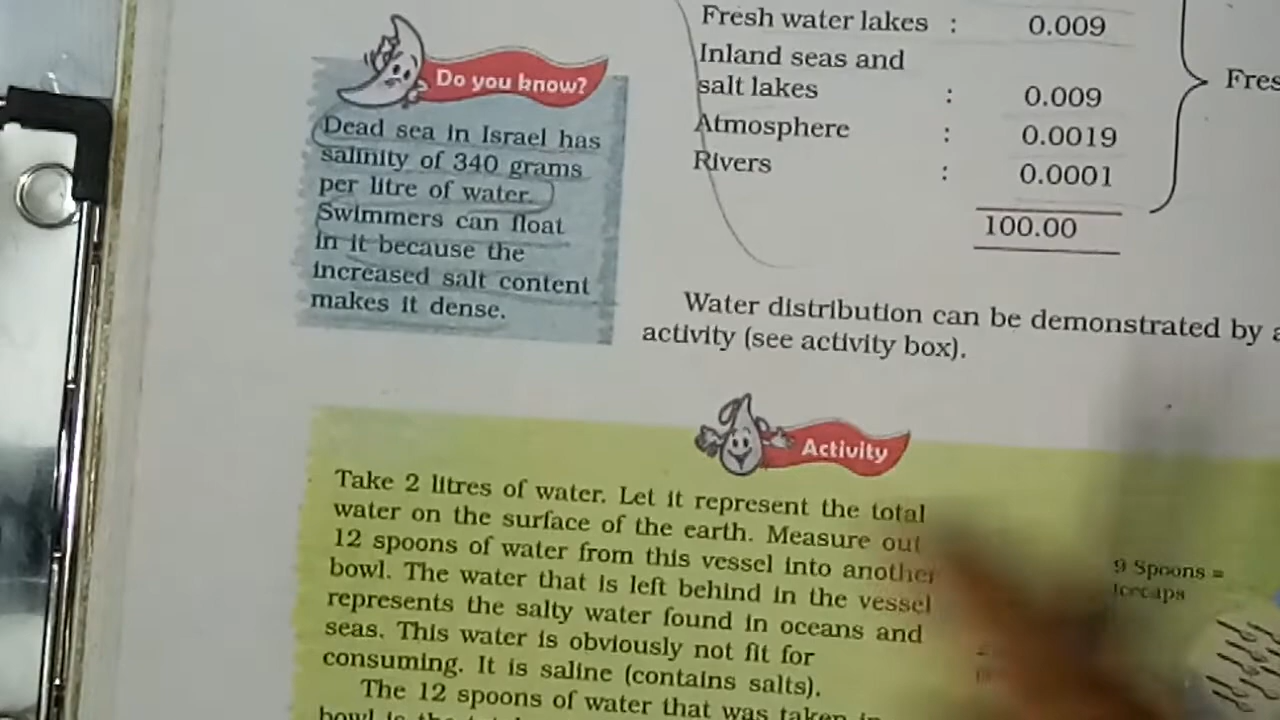 Do you know?
Dead sea in Israel has
salinity of 340 grams
per litre of water.
Swimmers can float
in it because the
increased salt content
makes it dense.
Fresh water lakes : 0.009
Inland seas and
salt lakes : 0.009
Atmosphere : 0.0019
Rivers : 0.0001
100.00
Fres
Water distribution can be demonstrated by a
activity (see activity box).
Activity
Take 2 litres of water. Let it represent the total
water on the surface of the earth. Measure out
12 spoons of water from this vessel into another
bowl. The water that is left behind in the vessel
represents the salty water found in oceans and
seas. This water is obviously not fit for
consuming. It is saline (contains salts).
The 12 spoons of water that was taken in
bowl is the
9 Spoons =
Icecaps